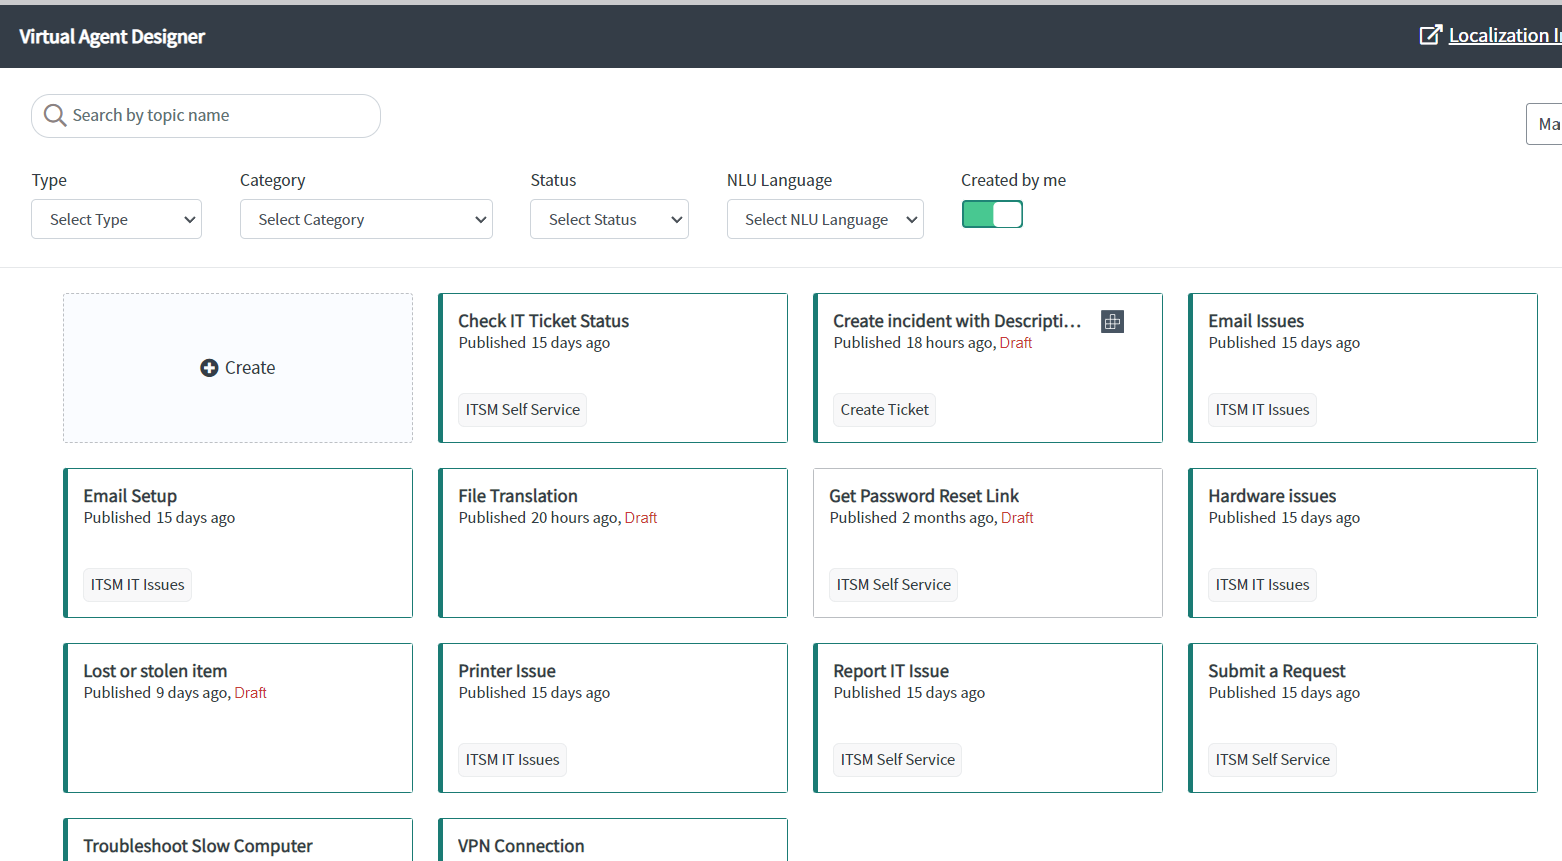 Virtual Agent Designer
Localization
Search by topic name
Ma
Type
Category
Status
NLU Language
Created by me
Select Type
Select Category
Select Status
Select NLU Language
Create
Check IT Ticket Status
Published 15 days ago
ITSM Self Service
Create incident with Descripti...
Published 18 hours ago, Draft
Create Ticket
Email Issues
Published 15 days ago
ITSM IT Issues
Email Setup
Published 15 days ago
ITSM IT Issues
File Translation
Published 20 hours ago, Draft
Get Password Reset Link
Published 2 months ago, Draft
ITSM Self Service
Hardware issues
Published 15 days ago
ITSM IT Issues
Lost or stolen item
Published 9 days ago, Draft
Printer Issue
Published 15 days ago
ITSM IT Issues
Report IT Issue
Published 15 days ago
ITSM Self Service
Submit a Request
Published 15 days ago
ITSM Self Service
Troubleshoot Slow Computer
VPN Connection